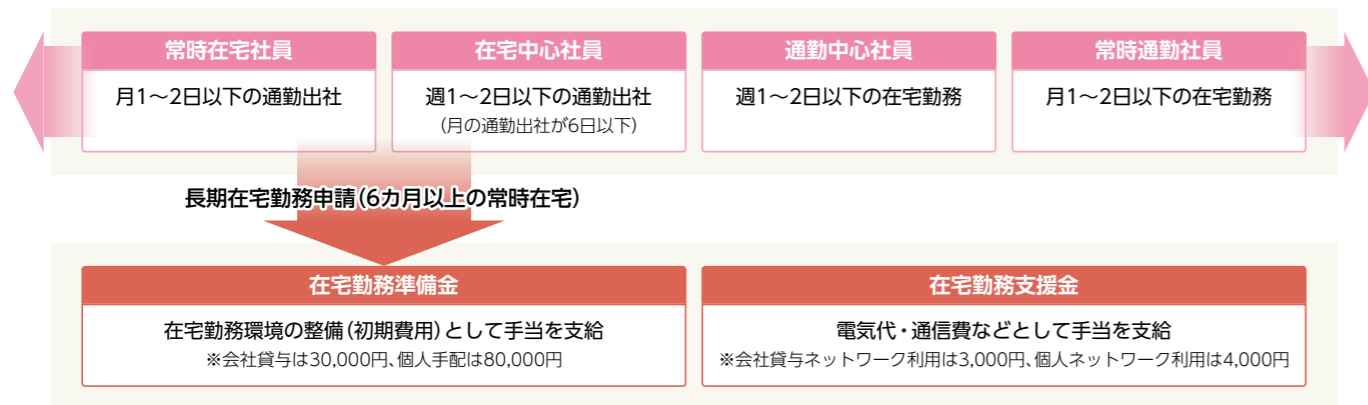 常時在宅社員
月1～2日以下の通勤出社
在宅中心社員
週1～2日以下の通勤出社
(月の通勤出社が6日以下)
通勤中心社員
週1～2日以下の在宅勤務
常時通勤社員
月1～2日以下の在宅勤務
長期在宅勤務申請(6カ月以上の常時在宅)
在宅勤務準備金
在宅勤務環境の整備(初期費用)として手当を支給
※会社貸与は30,000円、個人手配は80,000円
在宅勤務支援金
電気代・通信費などとして手当を支給
※会社貸与ネットワーク利用は3,000円、個人ネットワーク利用は4,000円